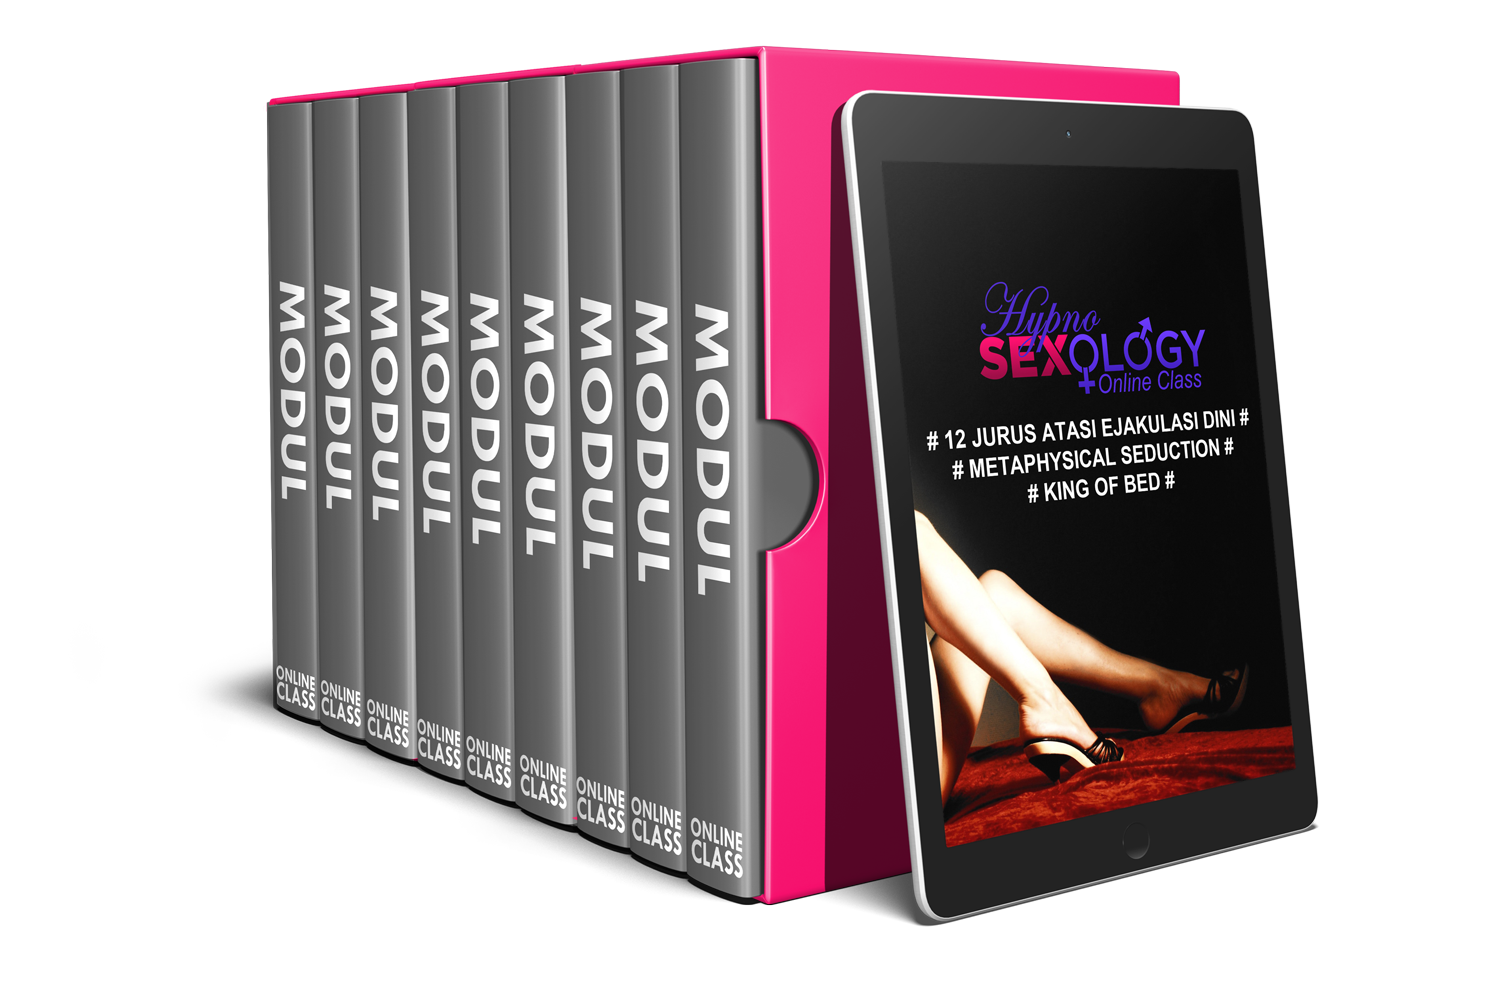 MODUL
ONLINE
CLASS
MODUL
ONLINE
CLASS
MODUL
ONLINE
CLASS
MODUL
ONLINE
CLASS
MODUL
ONLINE
CLASS
MODUL
ONLINE
CLASS
MODUL
ONLINE
CLASS
MODUL
ONLINE
CLASS
MODUL
ONLINE
CLASS
Hypno
SEXOLOGY
Online Class
# 12 JURUS ATASI EJAKULASI DINI #
# METAPHYSICAL SEDUCTION #
# KING OF BED #